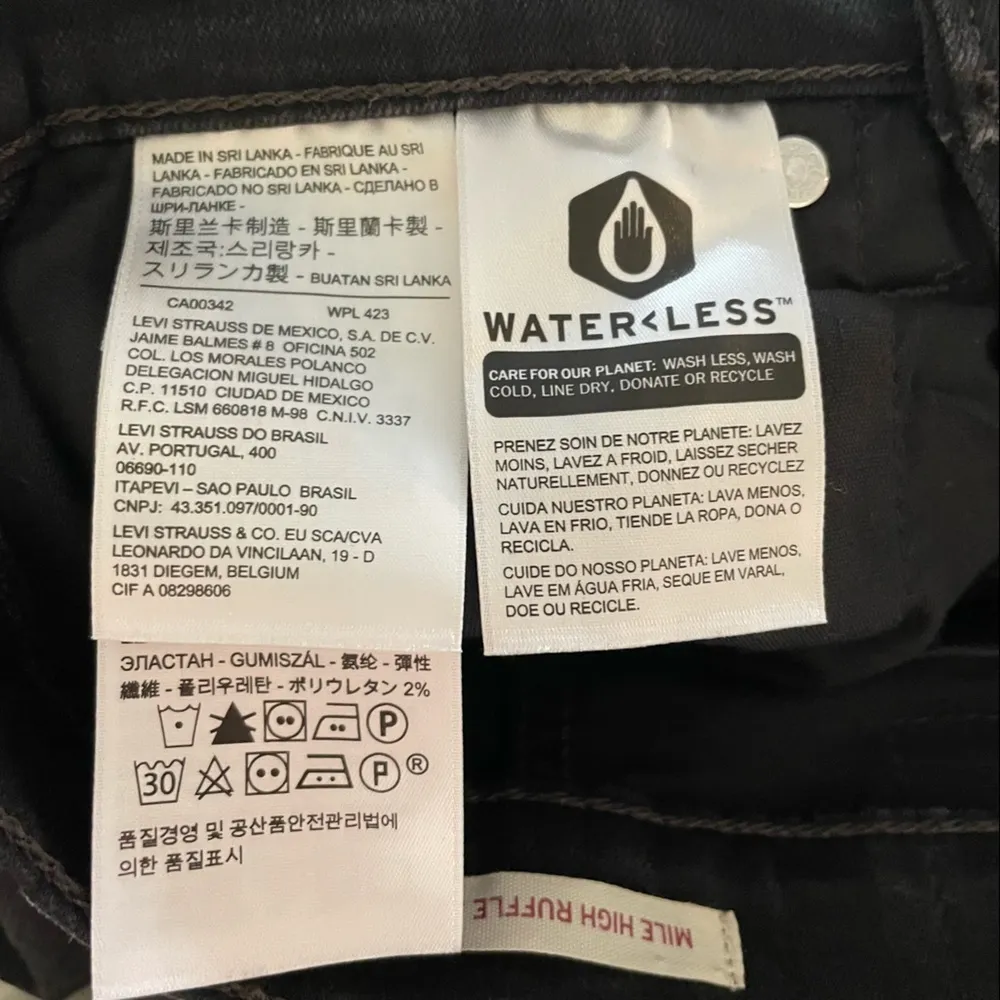 MADE IN SRI LANKA - FABRIQUE AU SRI
LANKA - FABRICADO EN SRI LANKA -
FABRICADO NO SRI LANKA - СДЕЛАНО В
ШРИ-ЛАНКЕ -
斯里兰卡制造 - 斯里蘭卡製 -
제조국:스리랑카 -
スリランカ製 - BUATAN SRI LANKA
CA00342 WPL 423
LEVI STRAUSS DE MEXICO, S.A. DE C.V.
JAIME BALMES # 8 OFICINA 502
COL. LOS MORALES POLANCO
DELEGACION MIGUEL HIDALGO
C.P. 11510 CIUDAD DE MEXICO
R.F.C. LSM 660818 M-98 C.N.I.V. 3337
LEVI STRAUSS DO BRASIL
AV. PORTUGAL, 400
06690-110
ITAPEVI – SAO PAULO BRASIL
CNPJ: 43.351.097/0001-90
LEVI STRAUSS & CO. EU SCA/CVA
LEONARDO DA VINCILAAN, 19 - D
1831 DIEGEM, BELGIUM
CIF A 08298606
ЭЛАСТАН - GUMISZÁL - 氨纶 - 彈性
纖維 - 폴리우레탄 - ポリウレタン 2%
P
30 P ®
품질경영 및 공산품안전관리법에
의한 품질표시
WATER<LESS™
CARE FOR OUR PLANET: WASH LESS, WASH
COLD, LINE DRY, DONATE OR RECYCLE
PRENEZ SOIN DE NOTRE PLANETE: LAVEZ
MOINS, LAVEZ A FROID, LAISSEZ SECHER
NATURELLEMENT, DONNEZ OU RECYCLEZ
CUIDA NUESTRO PLANETA: LAVA MENOS,
LAVA EN FRIO, TIENDE LA ROPA, DONA O
RECICLA.
CUIDE DO NOSSO PLANETA: LAVE MENOS,
LAVE EM ÁGUA FRIA, SEQUE EM VARAL,
DOE OU RECICLE.
MILE HIGH RUFFLE